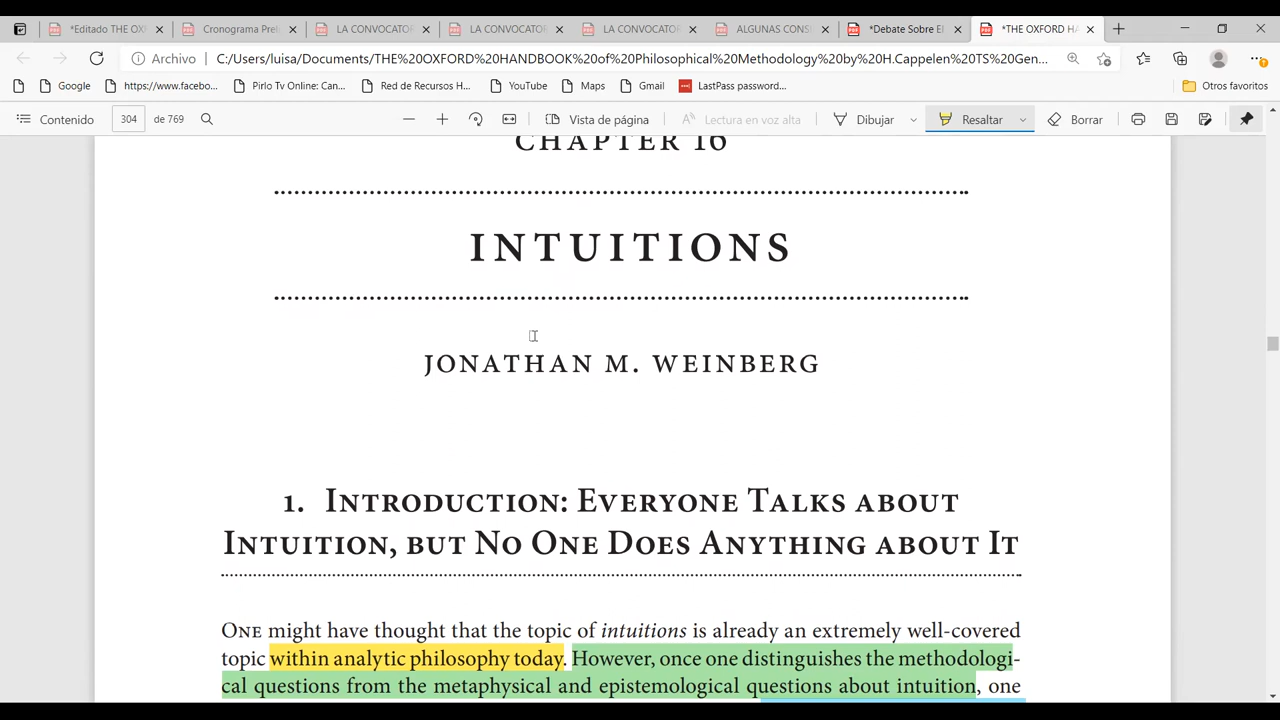 *Editado THE OX
Cronograma Prel
LA CONVOCATOR
LA CONVOCATOR
LA CONVOCATOR
ALGUNAS CONS
*Debate Sobre El
*THE OXFORD HA
Archivo
C:/Users/luisa/Documents/THE%20OXFORD%20HANDBOOK%20of%20Philosophical%20Methodology%20by%20H.Cappelen%20TS%20Gen...
Google
https://www.facebo...
Pirlo Tv Online: Can...
Red de Recursos H...
YouTube
Maps
Gmail
LastPass password...
Otros favoritos
Contenido
304 de 769
Vista de página
Lectura en voz alta
Dibujar
Resaltar
Borrar
CHAPTER 16
INTUITIONS
JONATHAN M. WEINBERG
1. Introduction: Everyone Talks about
Intuition, but No One Does Anything about It
One might have thought that the topic of intuitions is already an extremely well-covered
topic within analytic philosophy today. However, once one distinguishes the methodologi-
cal questions from the metaphysical and epistemological questions about intuition, one